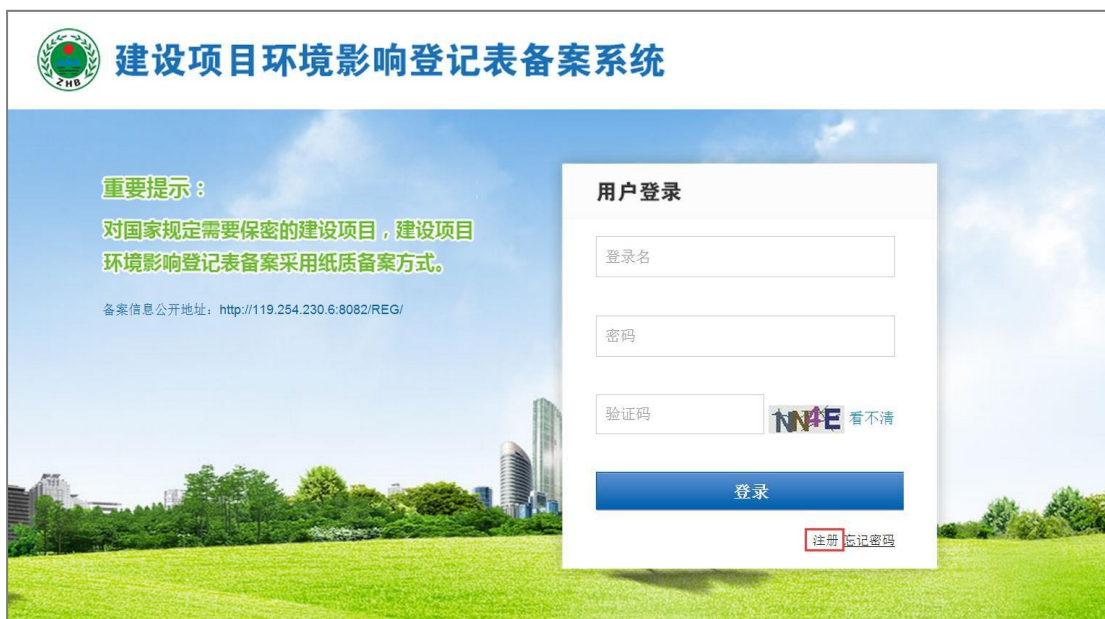 ZHB
建设项目环境影响登记表备案系统
重要提示：
对国家规定需要保密的建设项目，建设项目
环境影响登记表备案采用纸质备案方式。
备案信息公开地址：http://119.254.230.6:8082/REG/
用户登录
登录名
密码
验证码
NN4E
看不清
登录
注册 忘记密码